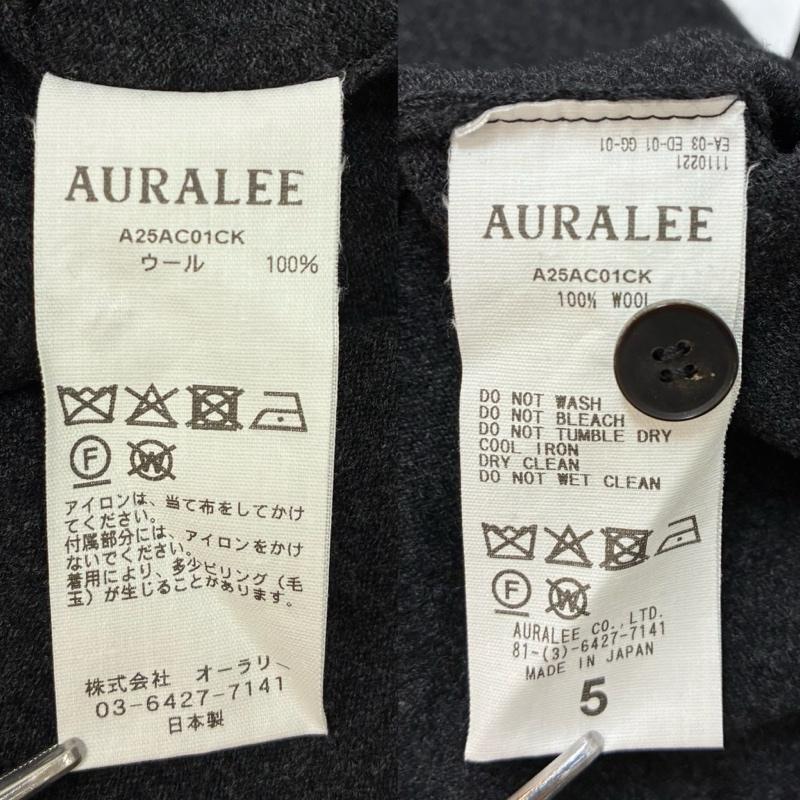 AURALEE
A25AC01CK
ウール 100%
F
W
アイロンは、当て布をしてかけ
てください。
付属部分には、アイロンをかけ
ないでください。
着用により、多少ピリング（毛
玉）が生じることがあります。
株式会社 オーラリー
03-6427-7141
日本製
1110221
EA-03 ED-01 GG-01
AURALEE
A25AC01CK
100% WOOL
DO NOT WASH
DO NOT BLEACH
DO NOT TUMBLE DRY
COOL IRON
DRY CLEAN
DO NOT WET CLEAN
F
W
AURALEE CO.,LTD.
81-(3)-6427-7141
MADE IN JAPAN
5